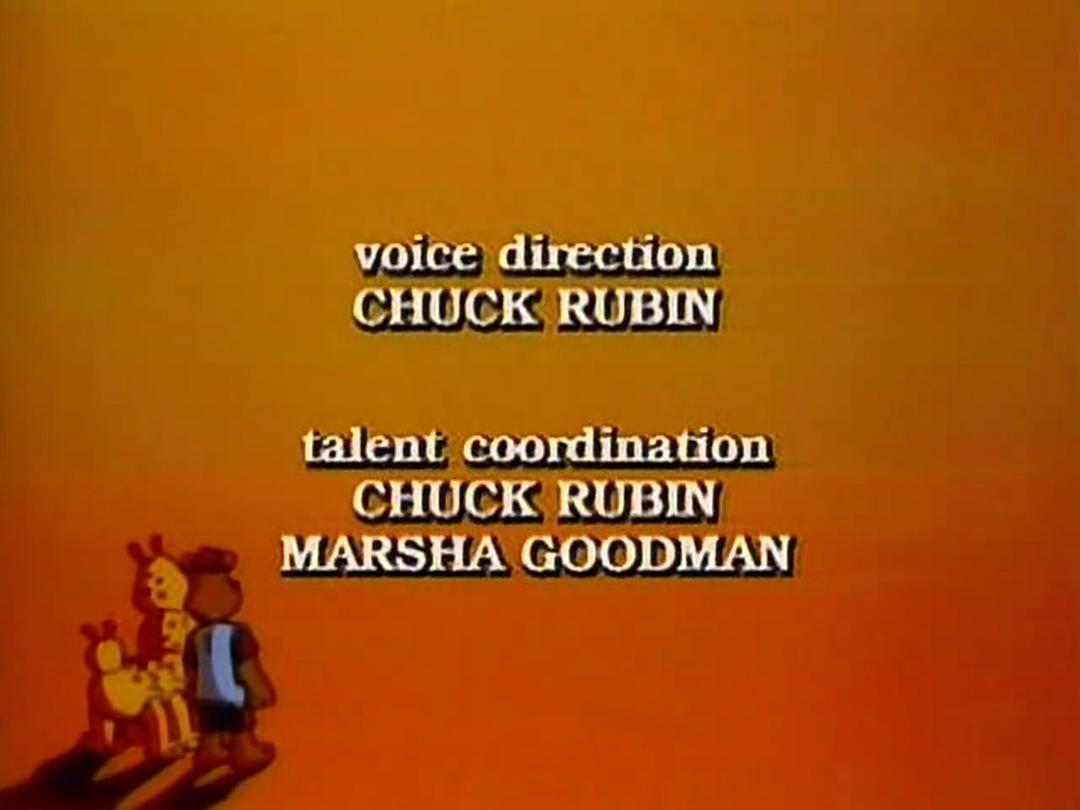 voice direction
CHUCK RUBIN
talent coordination
CHUCK RUBIN
MARSHA GOODMAN